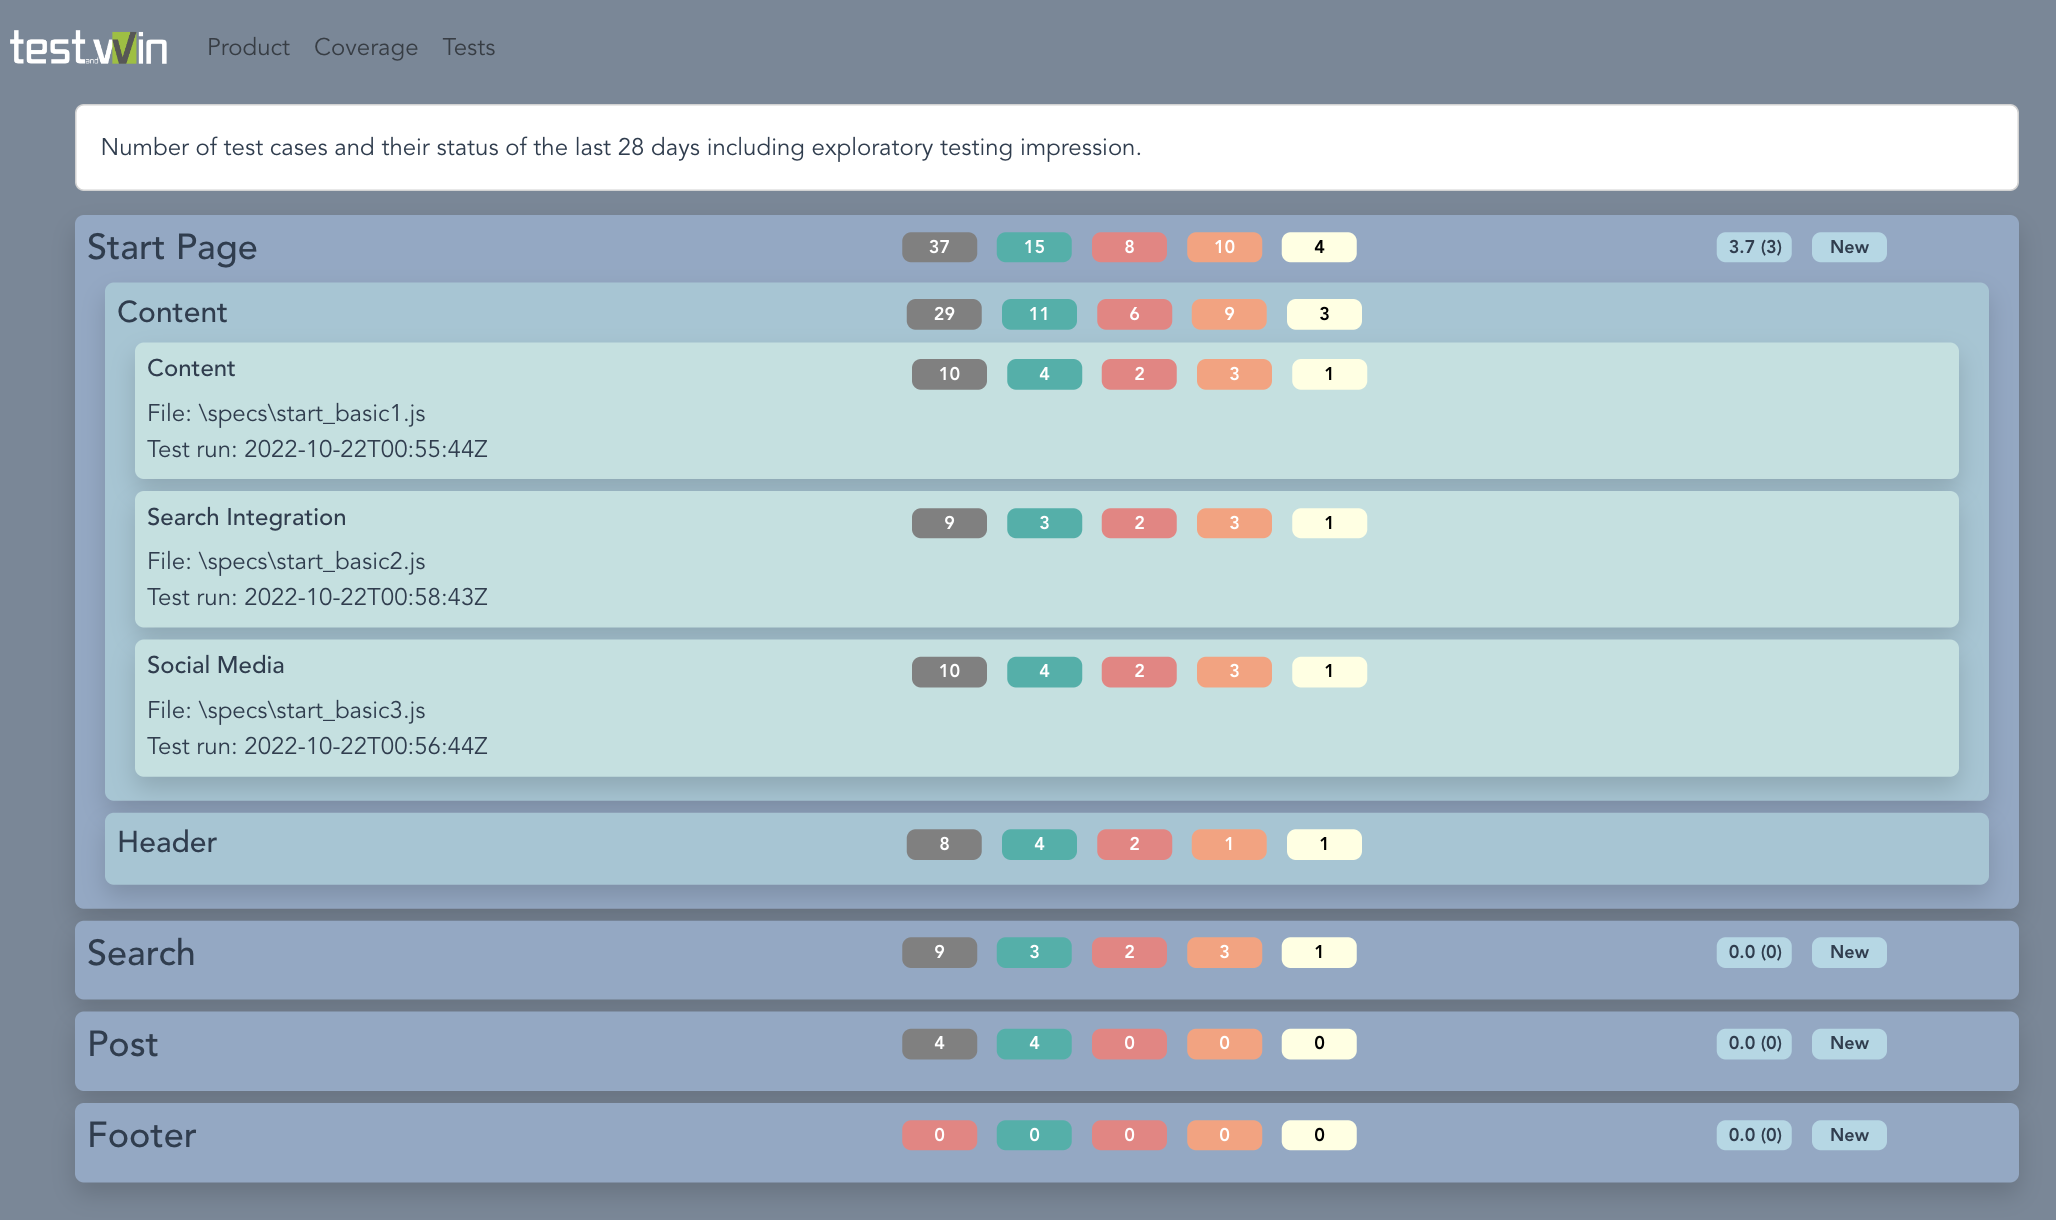 test and win Product Coverage Tests
Number of test cases and their status of the last 28 days including exploratory testing impression.
Start Page 37 15 8 10 4 3.7 (3) New
Content 29 11 6 9 3
Content 10 4 2 3 1
File: \specs\start_basic1.js
Test run: 2022-10-22T00:55:44Z
Search Integration 9 3 2 3 1
File: \specs\start_basic2.js
Test run: 2022-10-22T00:58:43Z
Social Media 10 4 2 3 1
File: \specs\start_basic3.js
Test run: 2022-10-22T00:56:44Z
Header 8 4 2 1 1
Search 9 3 2 3 1 0.0 (0) New
Post 4 4 0 0 0 0.0 (0) New
Footer 0 0 0 0 0 0.0 (0) New